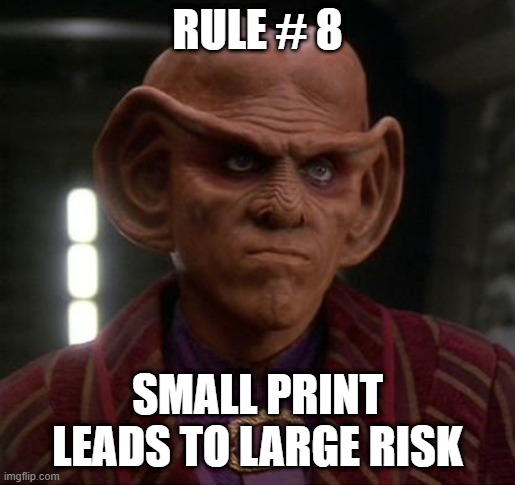 RULE # 8
SMALL PRINT
LEADS TO LARGE RISK
imgflip.com